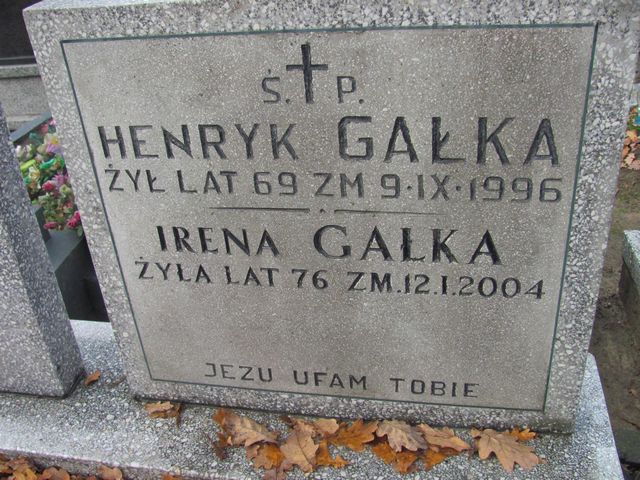 Ś. P.
HENRYK GAŁKA
ŻYŁ LAT 69 ZM 9·IX·1996
IRENA GAŁKA
ŻYŁA LAT 76 ZM.12.I.2004
JEZU UFAM TOBIE